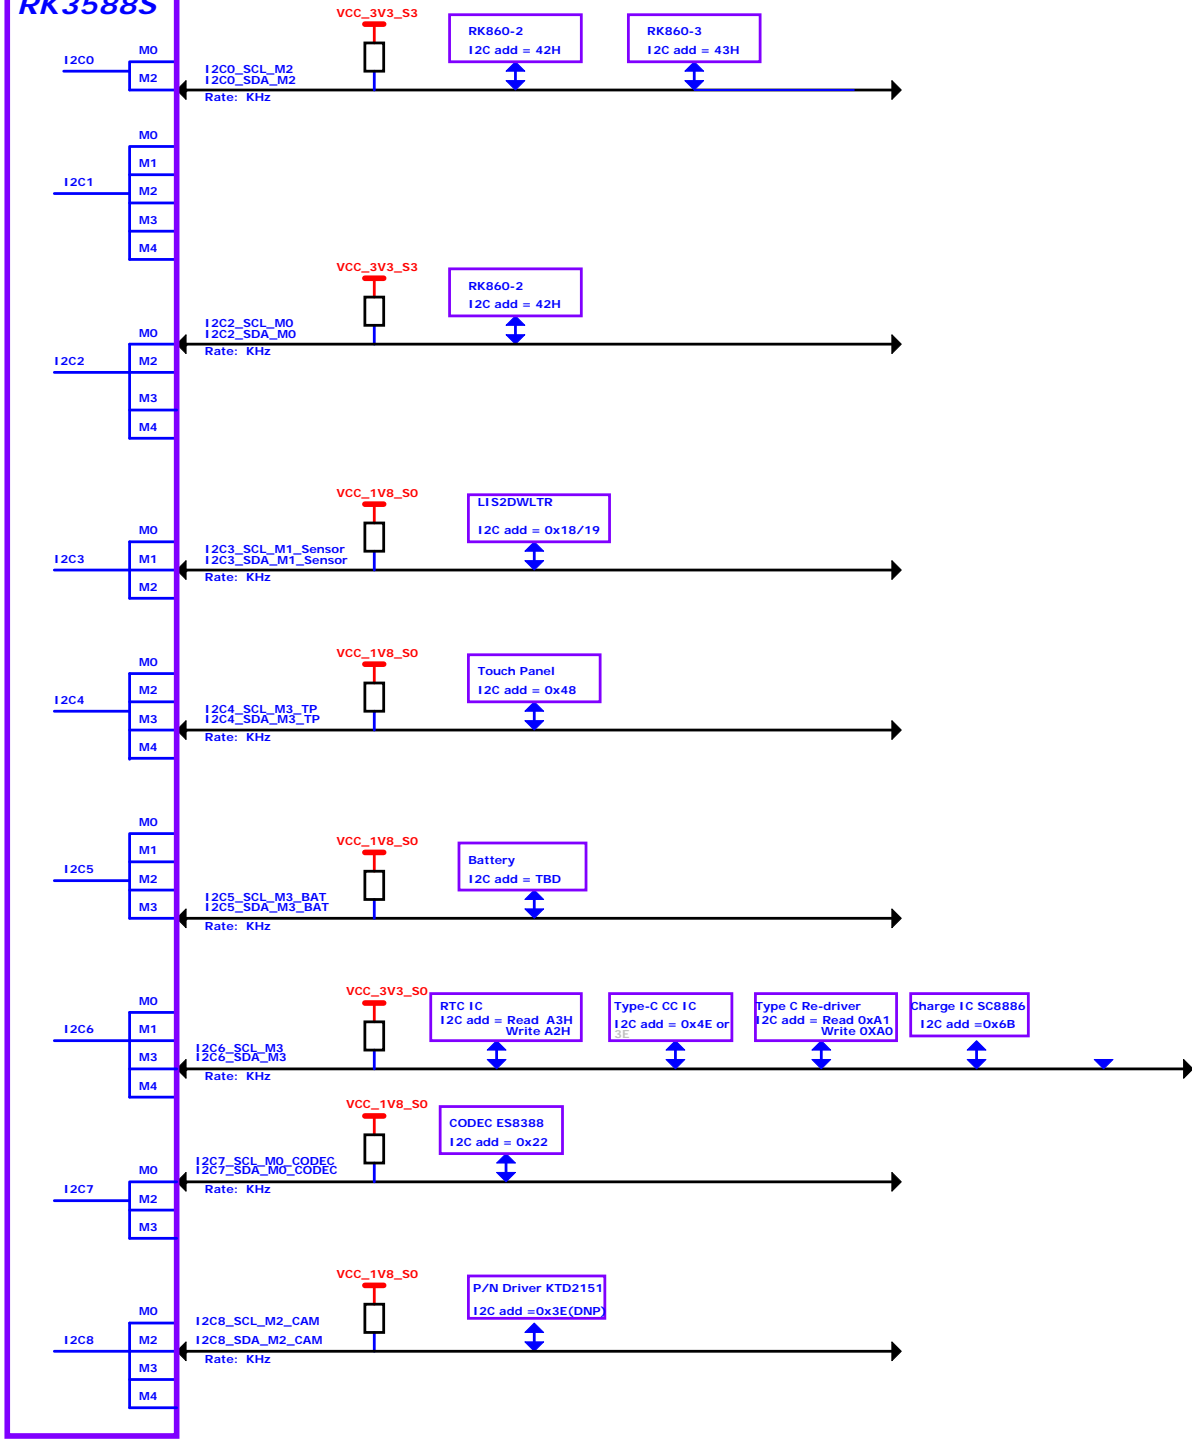 RK3588S
I2C0
M0
M2
I2C0_SCL_M2
I2C0_SDA_M2
Rate: KHz
VCC_3V3_S3
RK860-2
I2C add = 42H
RK860-3
I2C add = 43H
I2C1
M0
M1
M2
M3
M4
I2C2
M0
M2
M3
M4
I2C2_SCL_M0
I2C2_SDA_M0
Rate: KHz
VCC_3V3_S3
RK860-2
I2C add = 42H
I2C3
M0
M1
M2
I2C3_SCL_M1_Sensor
I2C3_SDA_M1_Sensor
Rate: KHz
VCC_1V8_S0
LIS2DWLTR
I2C add = 0x18/19
I2C4
M0
M2
M3
M4
I2C4_SCL_M3_TP
I2C4_SDA_M3_TP
Rate: KHz
VCC_1V8_S0
Touch Panel
I2C add = 0x48
I2C5
M0
M1
M2
M3
I2C5_SCL_M3_BAT
I2C5_SDA_M3_BAT
Rate: KHz
VCC_1V8_S0
Battery
I2C add = TBD
I2C6
M0
M1
M3
M4
I2C6_SCL_M3
I2C6_SDA_M3
Rate: KHz
VCC_3V3_S0
RTC IC
I2C add = Read A3H
Write A2H
Type-C CC IC
I2C add = 0x4E or
3E
Type C Re-driver
I2C add = Read 0xA1
Write 0XA0
Charge IC SC8886
I2C add =0x6B
I2C7
M0
M2
M3
I2C7_SCL_M0_CODEC
I2C7_SDA_M0_CODEC
Rate: KHz
VCC_1V8_S0
CODEC ES8388
I2C add = 0x22
I2C8
M0
M2
M3
M4
I2C8_SCL_M2_CAM
I2C8_SDA_M2_CAM
Rate: KHz
VCC_1V8_S0
P/N Driver KTD2151
I2C add =0x3E(DNP)